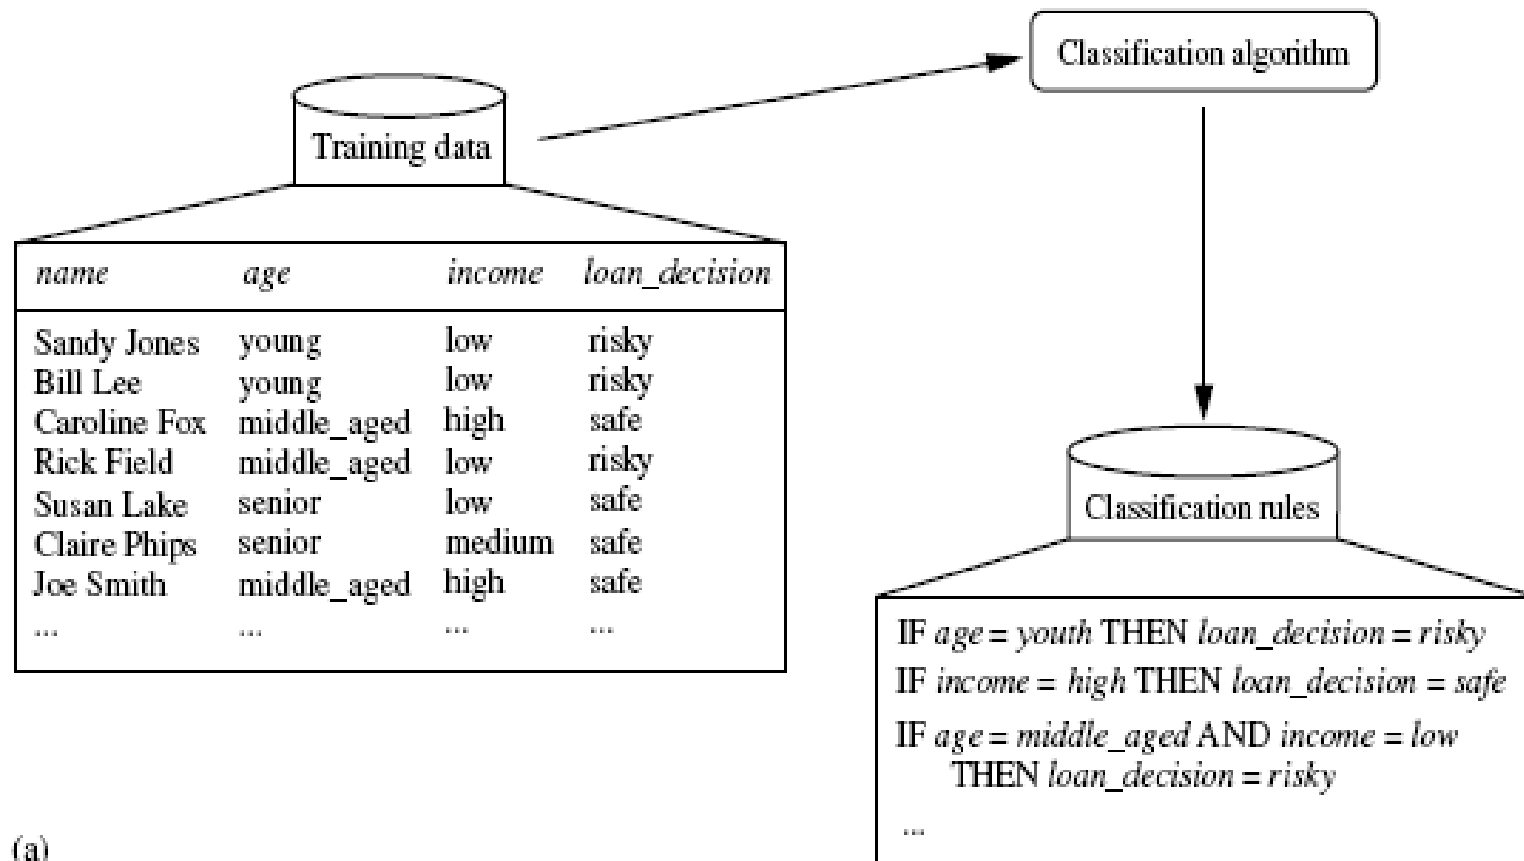 Classification algorithm
Training data
name age income loan_decision
Sandy Jones young low risky
Bill Lee young low risky
Caroline Fox middle_aged high safe
Rick Field middle_aged low risky
Susan Lake senior low safe
Claire Phips senior medium safe
Joe Smith middle_aged high safe
... ... ... ...
Classification rules
IF age = youth THEN loan_decision = risky
IF income = high THEN loan_decision = safe
IF age = middle_aged AND income = low
THEN loan_decision = risky
...
(a)